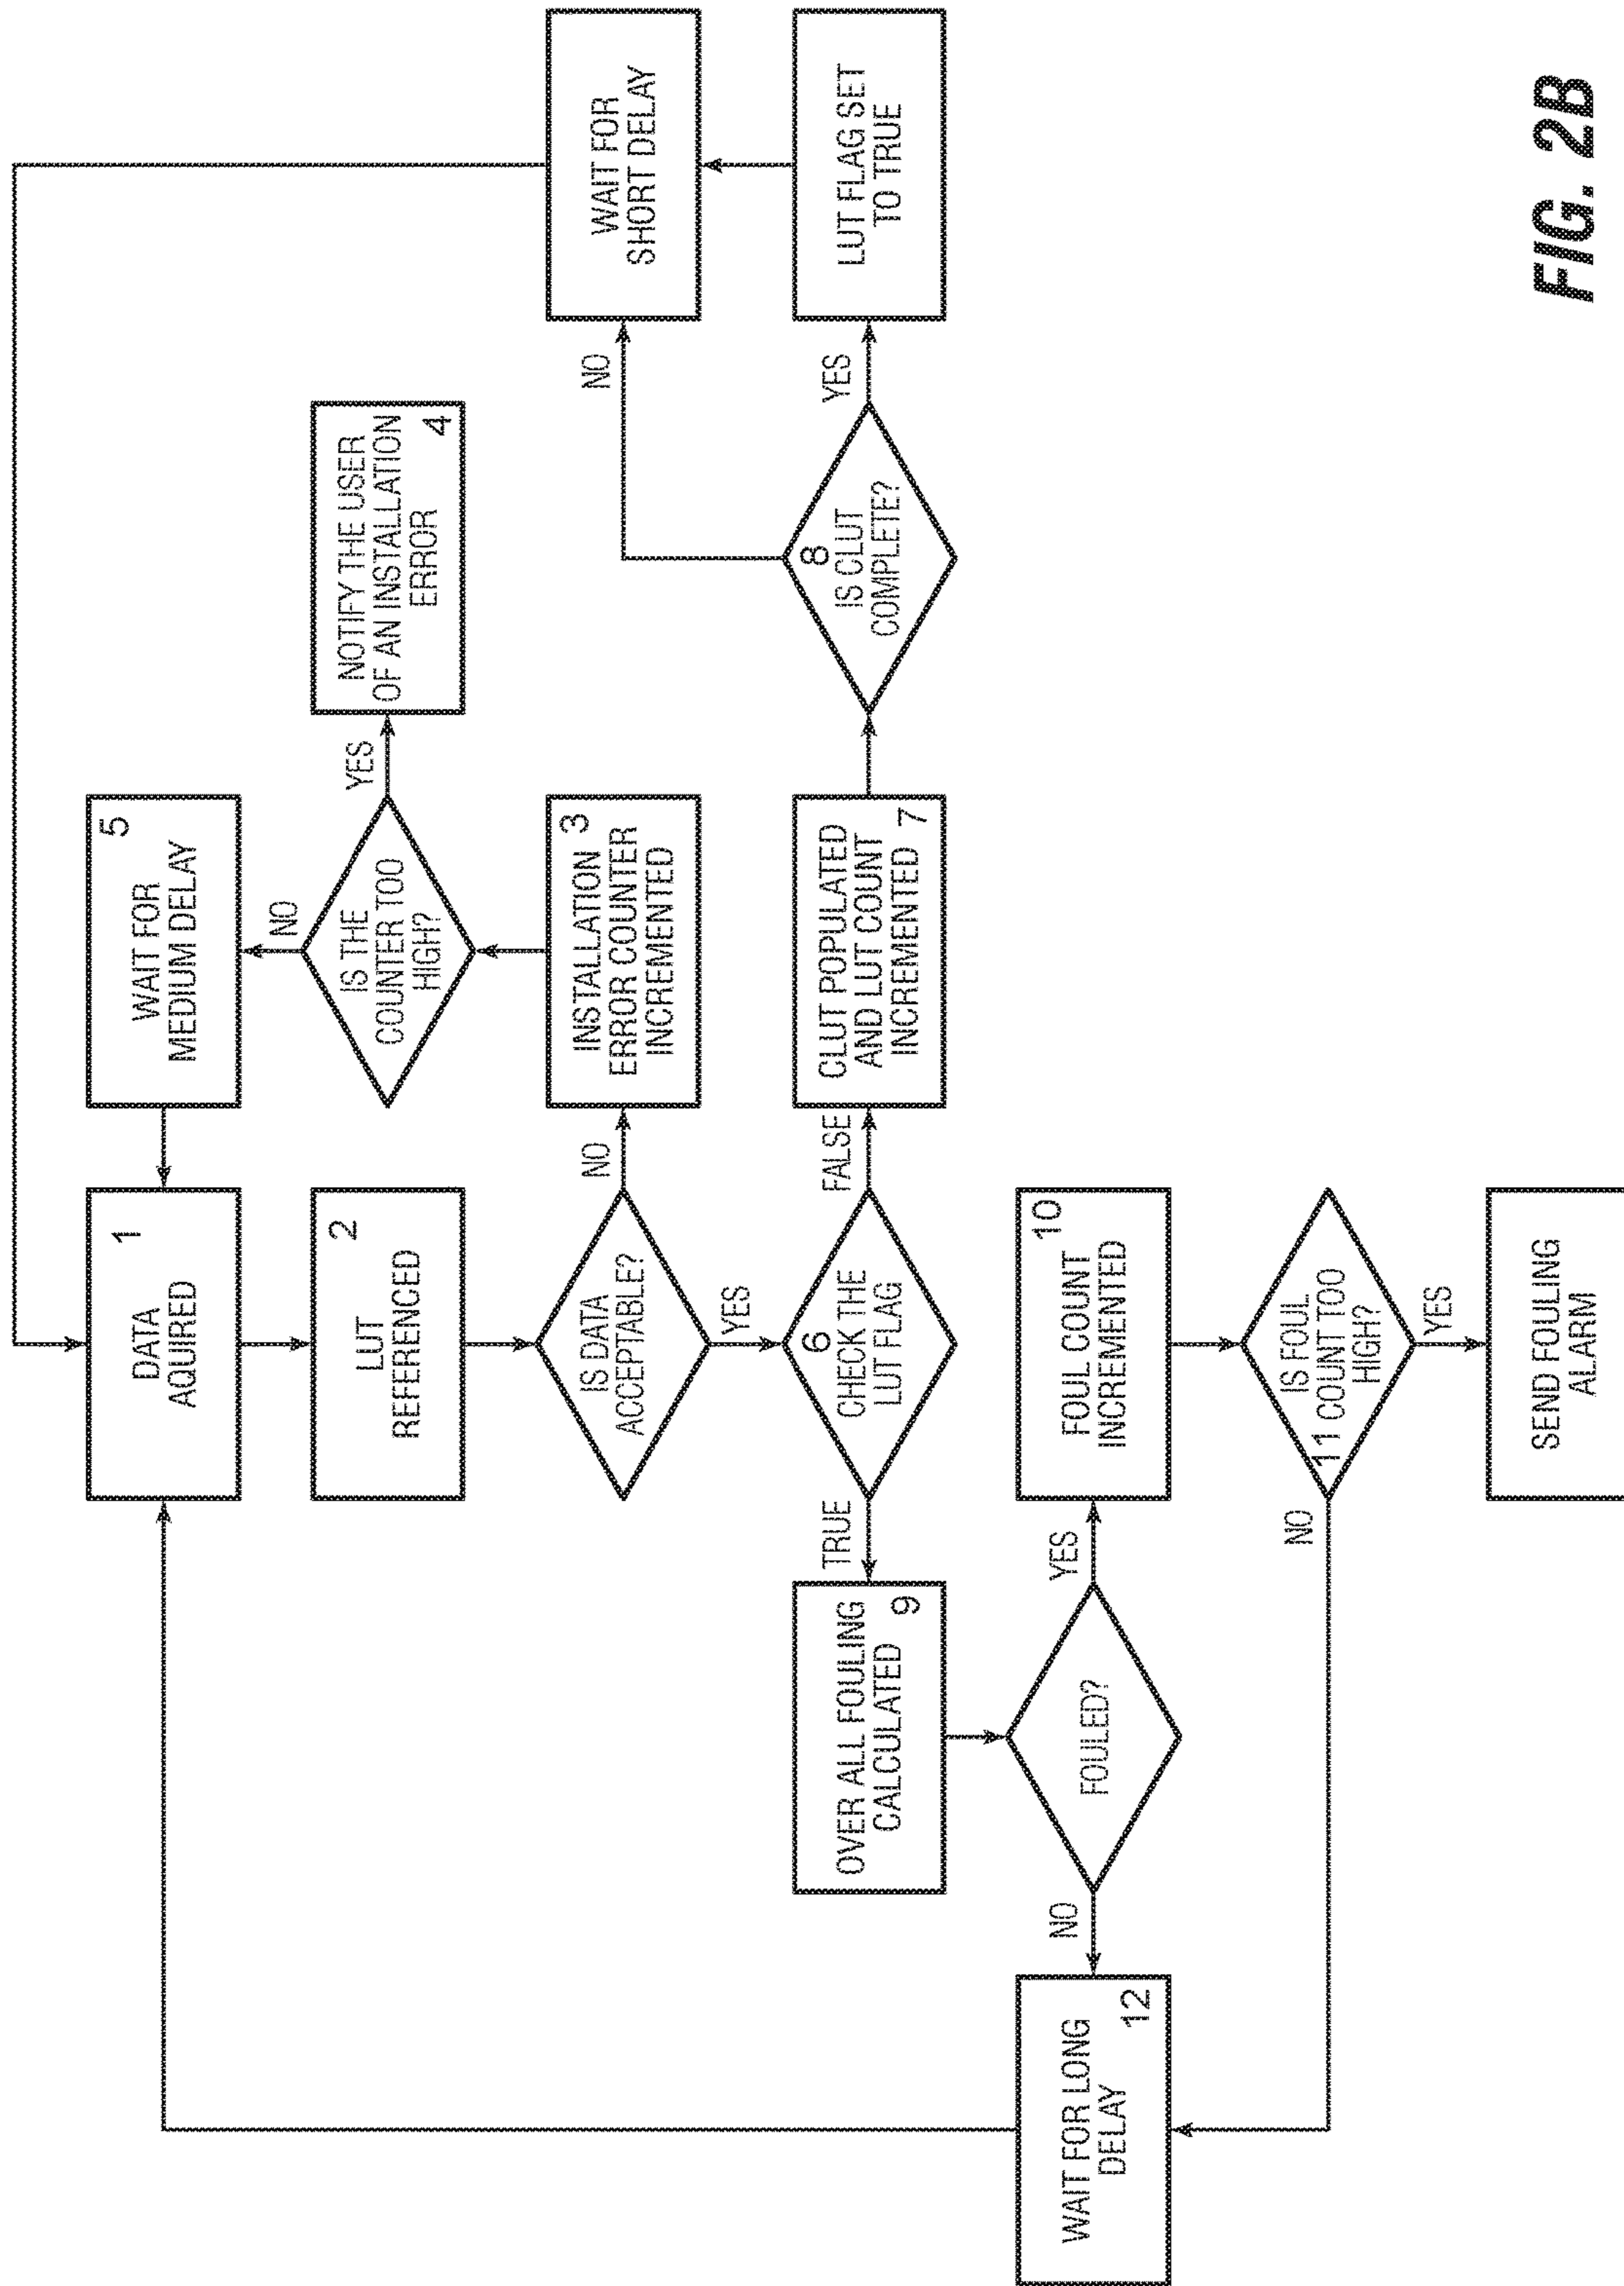 1
DATA
AQUIRED
2
LUT
REFERENCED
IS DATA
ACCEPTABLE?
NO
YES
3
INSTALLATION
ERROR COUNTER
INCREMENTED
IS THE
COUNTER TOO
HIGH?
NO
YES
5
WAIT FOR
MEDIUM DELAY
NOTIFY THE USER
OF AN INSTALLATION
ERROR
4
6
CHECK THE
LUT FLAG
TRUE
FALSE
CLUT POPULATED
AND LUT COUNT
INCREMENTED
7
8
IS CLUT
COMPLETE?
NO
YES
WAIT FOR
SHORT DELAY
LUT FLAG SET
TO TRUE
OVER ALL FOULING
CALCULATED
9
FOULED?
NO
YES
10
FOUL COUNT
INCREMENTED
IS FOUL
11 COUNT TOO
HIGH?
NO
YES
SEND FOULING
ALARM
WAIT FOR LONG
DELAY
12
FIG. 2B